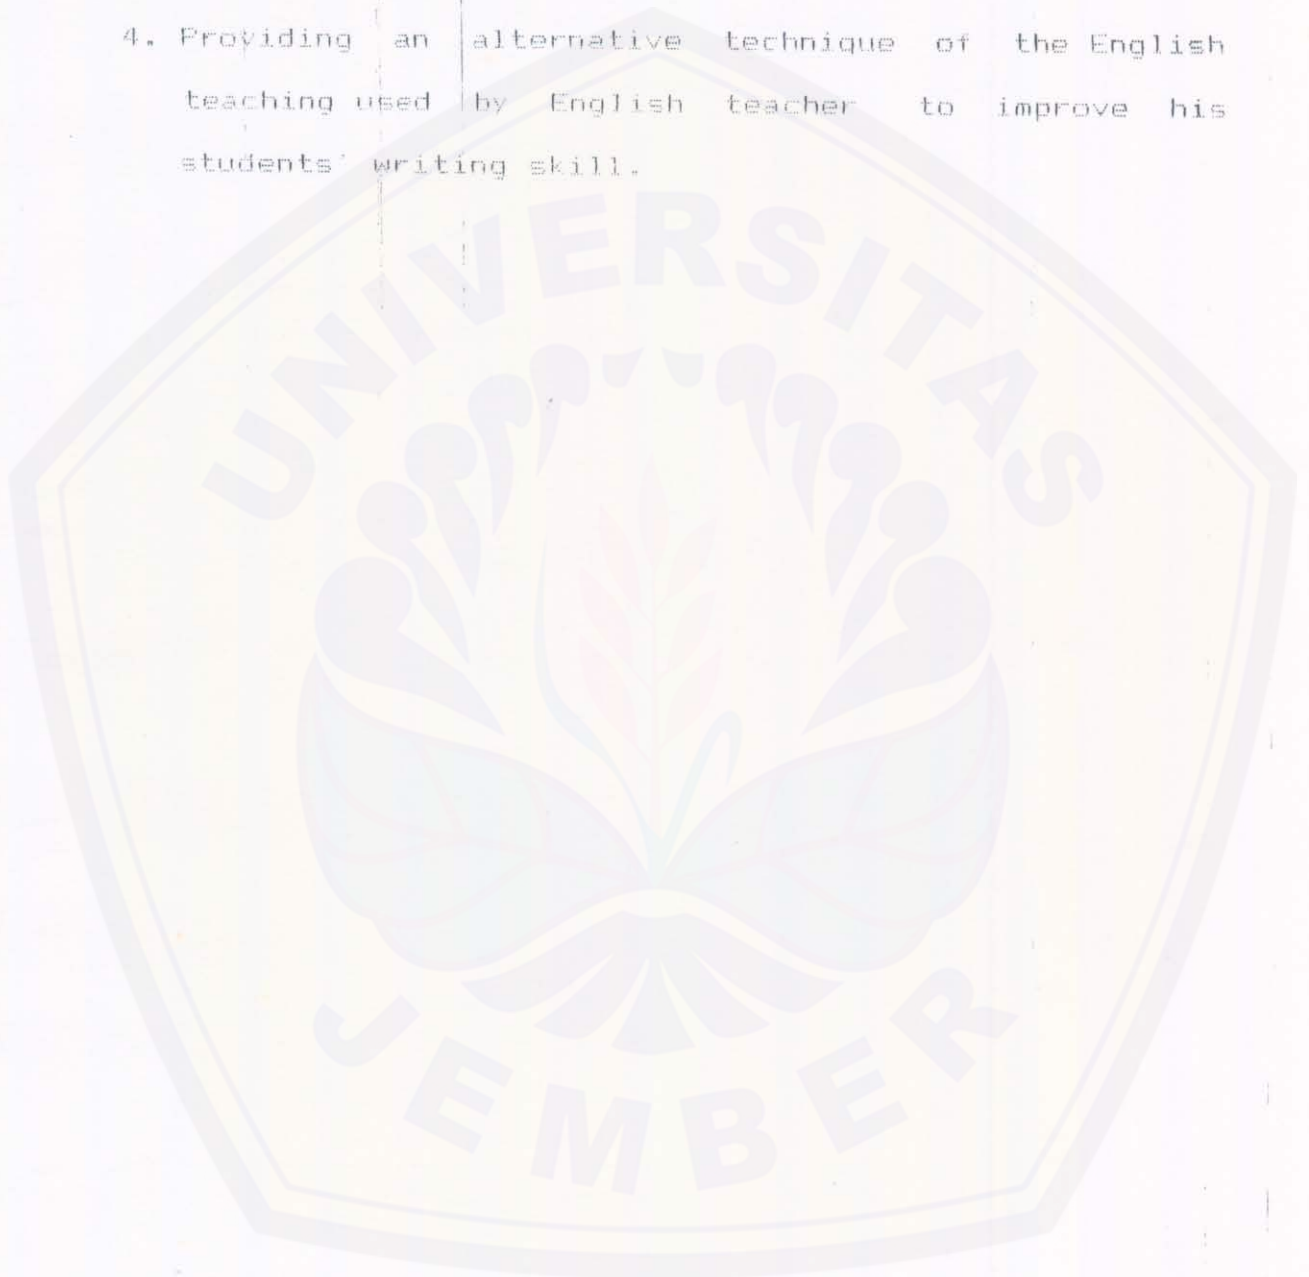 4. Providing an alternative technique of the English
teaching used by English teacher to improve his
students' writing skill.
UNIVERSITAS
JEMBER